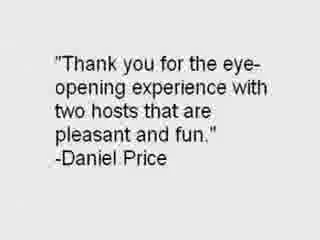 "Thank you for the eye-
opening experience with
two hosts that are
pleasant and fun."
-Daniel Price